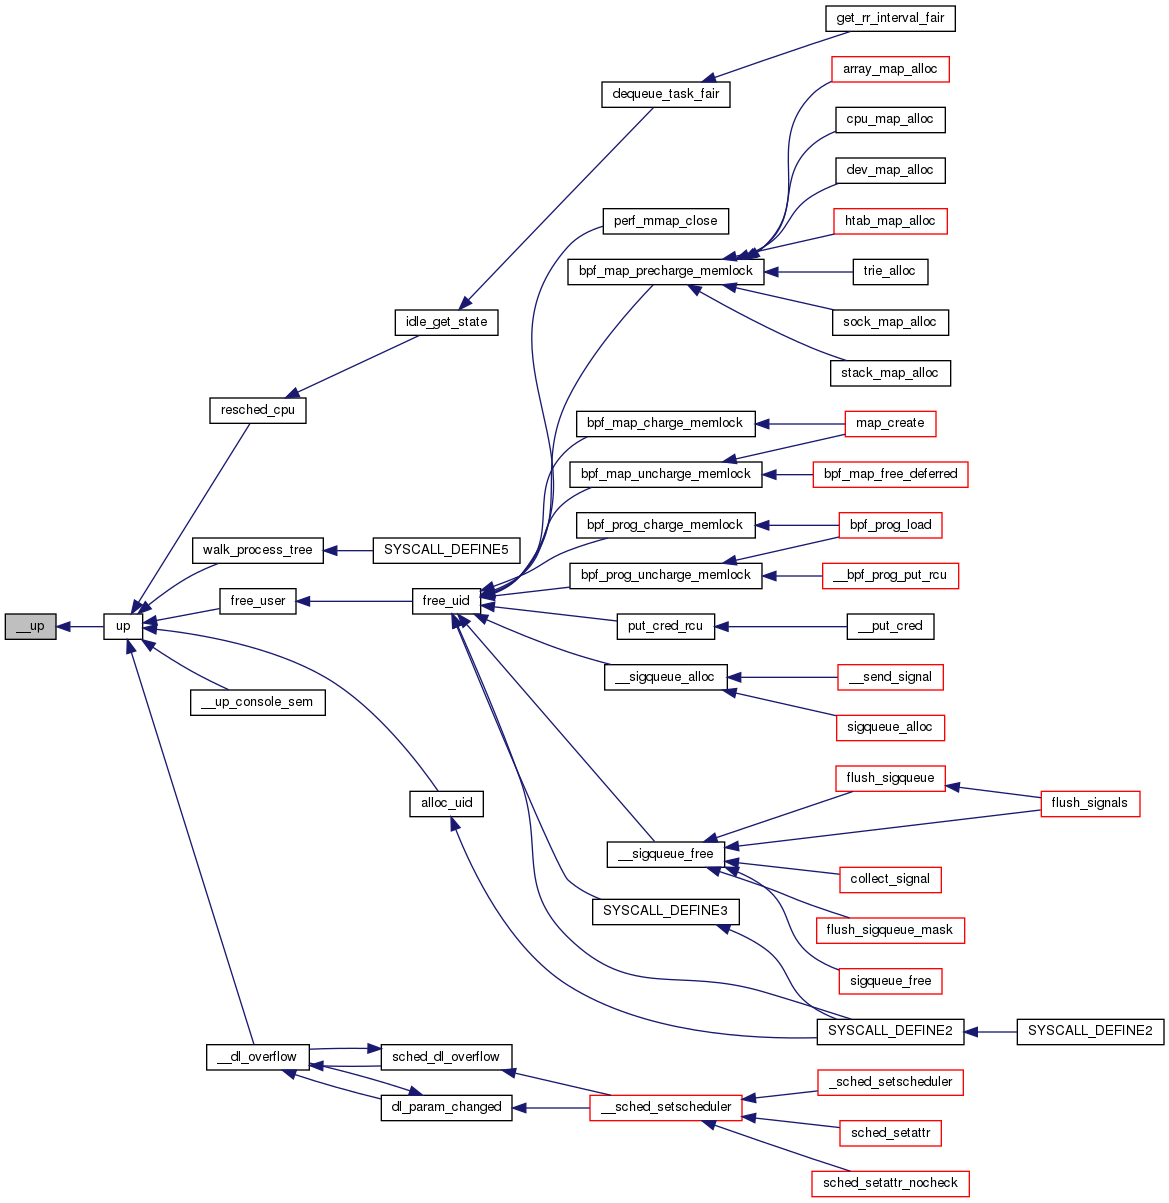 get_rr_interval_fair
array_map_alloc
dequeue_task_fair
cpu_map_alloc
dev_map_alloc
perf_mmap_close
htab_map_alloc
bpf_map_precharge_memlock
trie_alloc
idle_get_state
sock_map_alloc
stack_map_alloc
resched_cpu
bpf_map_charge_memlock
map_create
bpf_map_uncharge_memlock
bpf_map_free_deferred
bpf_prog_charge_memlock
bpf_prog_load
walk_process_tree
SYSCALL_DEFINE5
bpf_prog_uncharge_memlock
__bpf_prog_put_rcu
free_user
free_uid
__up
up
put_cred_rcu
__put_cred
__sigqueue_alloc
__send_signal
__up_console_sem
sigqueue_alloc
flush_sigqueue
alloc_uid
flush_signals
__sigqueue_free
collect_signal
SYSCALL_DEFINE3
flush_sigqueue_mask
sigqueue_free
SYSCALL_DEFINE2
SYSCALL_DEFINE2
__dl_overflow
sched_dl_overflow
_sched_setscheduler
dl_param_changed
__sched_setscheduler
sched_setattr
sched_setattr_nocheck